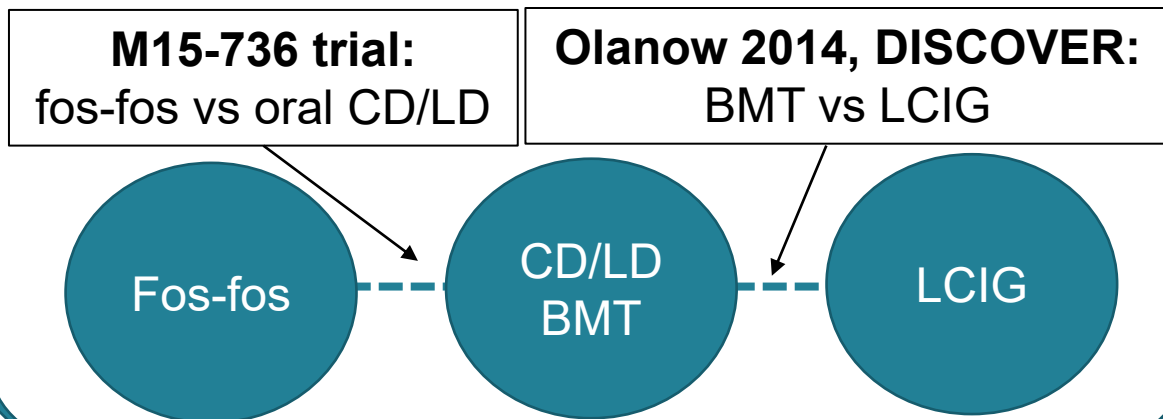 M15-736 trial:
fos-fos vs oral CD/LD
Olanow 2014, DISCOVER:
BMT vs LCIG
Fos-fos
CD/LD
BMT
LCIG